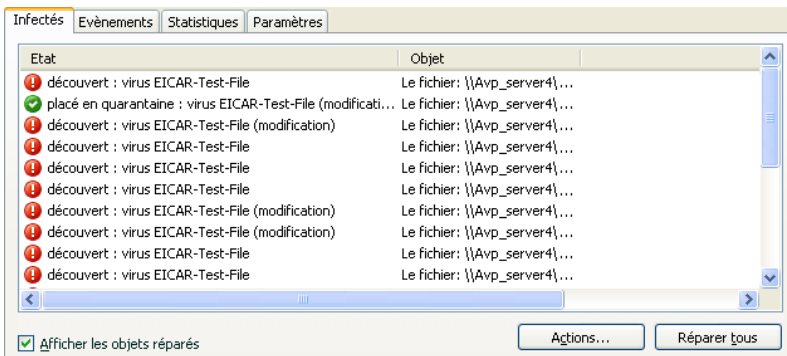 Infectés Evènements Statistiques Paramètres
Etat Objet
découvert : virus EICAR-Test-File Le fichier: \\Avp_server4\...
placé en quarantaine : virus EICAR-Test-File (modificati... Le fichier: \\Avp_server4\...
découvert : virus EICAR-Test-File (modification) Le fichier: \\Avp_server4\...
découvert : virus EICAR-Test-File Le fichier: \\Avp_server4\...
découvert : virus EICAR-Test-File Le fichier: \\Avp_server4\...
découvert : virus EICAR-Test-File Le fichier: \\Avp_server4\...
découvert : virus EICAR-Test-File (modification) Le fichier: \\Avp_server4\...
découvert : virus EICAR-Test-File (modification) Le fichier: \\Avp_server4\...
découvert : virus EICAR-Test-File Le fichier: \\Avp_server4\...
découvert : virus EICAR-Test-File Le fichier: \\Avp_server4\...
Afficher les objets réparés Actions... Réparer tous